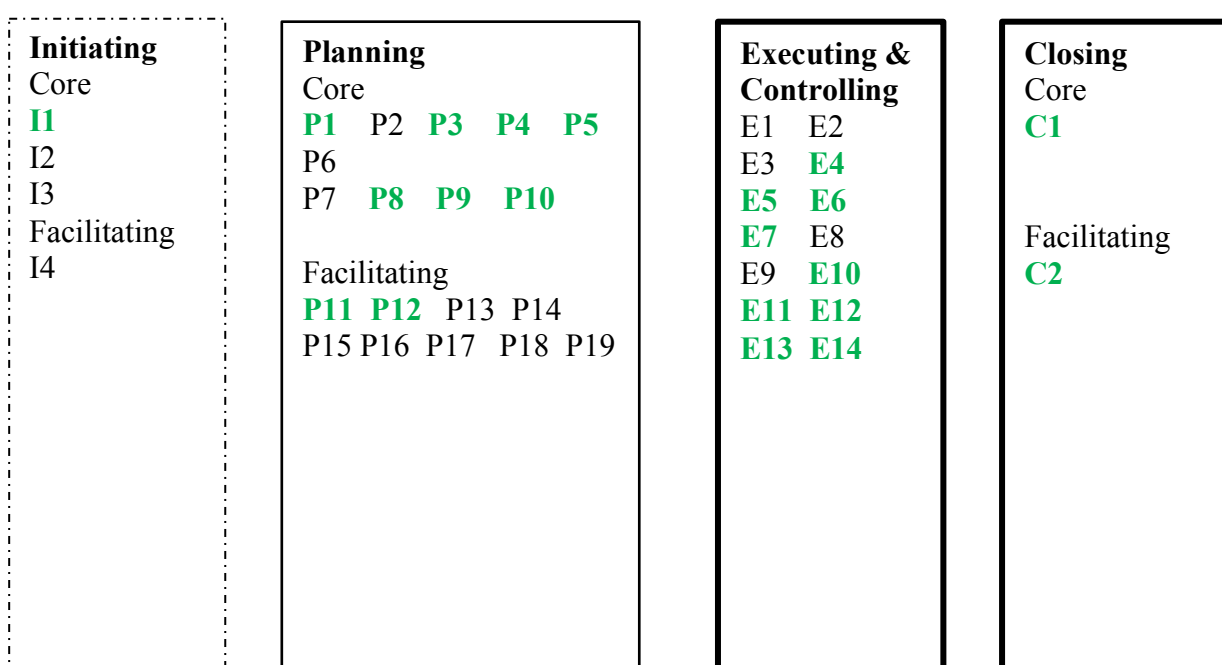 Initiating
Core
I1
I2
I3
Facilitating
I4
Planning
Core
P1 P2 P3 P4 P5
P6
P7 P8 P9 P10
Facilitating
P11 P12 P13 P14
P15 P16 P17 P18 P19
Executing &
Controlling
E1 E2
E3 E4
E5 E6
E7 E8
E9 E10
E11 E12
E13 E14
Closing
Core
C1
Facilitating
C2